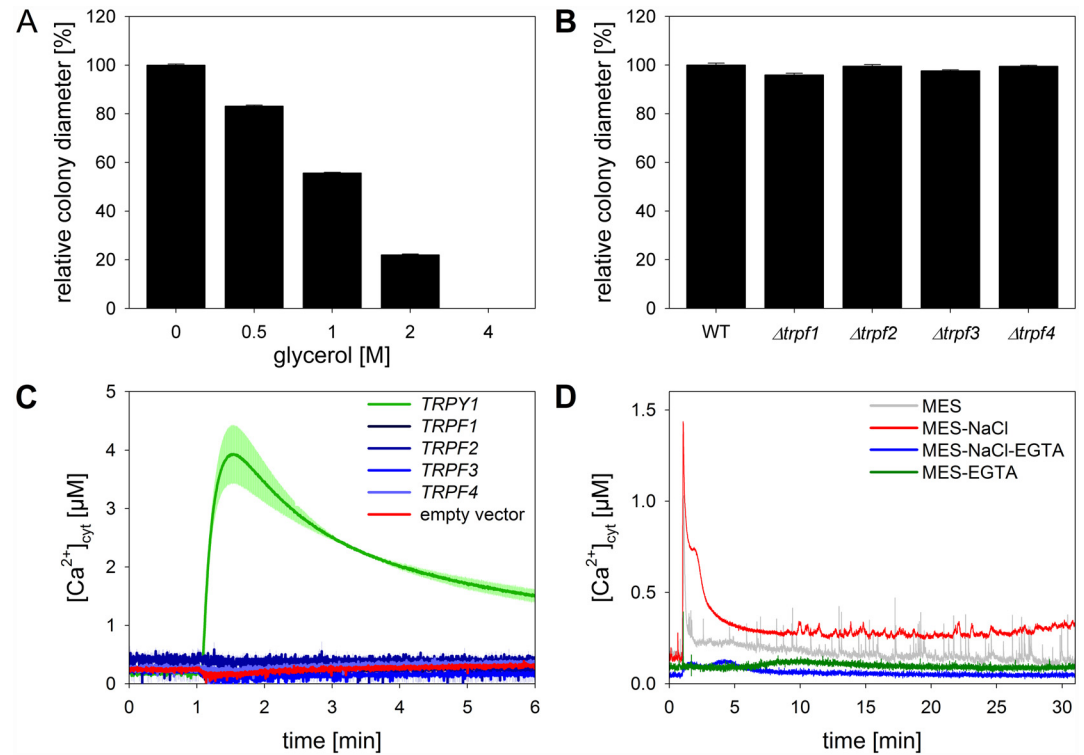 A
relative colony diameter [%]
120
100
80
60
40
20
0
0 0.5 1 2 4
glycerol [M]
B
relative colony diameter [%]
120
100
80
60
40
20
0
WT Δtrpf1 Δtrpf2 Δtrpf3 Δtrpf4
C
[Ca²⁺]cyt [µM]
5
4
3
2
1
0
0 1 2 3 4 5 6
time [min]
TRPY1
TRPF1
TRPF2
TRPF3
TRPF4
empty vector
D
[Ca²⁺]cyt [µM]
1.5
1.0
0.5
0.0
0 5 10 15 20 25 30
time [min]
MES
MES-NaCl
MES-NaCl-EGTA
MES-EGTA